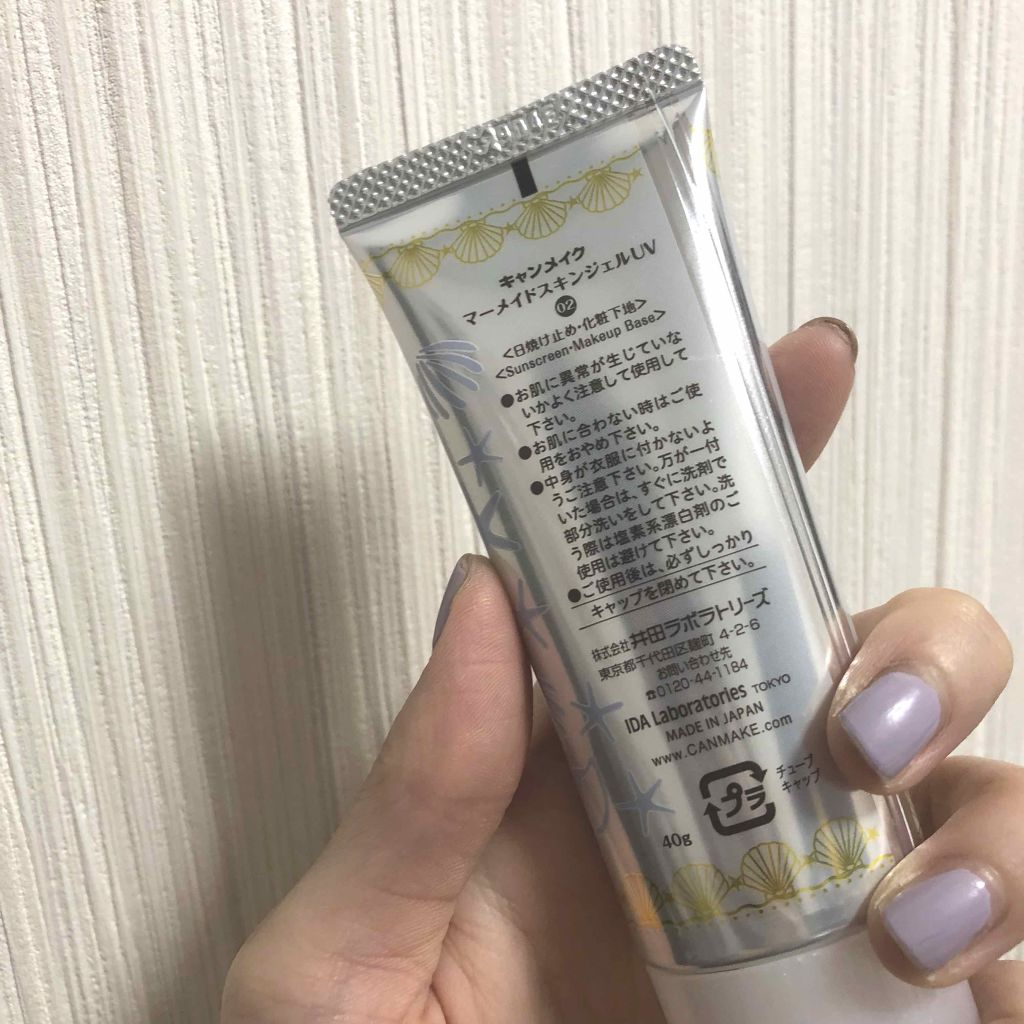 キャンメイク
マーメイドスキンジェルUV
02
<日焼け止め・化粧下地>
<Sunscreen・Makeup Base>
●お肌に異常が生じていな
いかよく注意して使用して
下さい。
●お肌に合わない時はご使
用をおやめ下さい。
●中身が衣服に付かないよ
うご注意下さい。万が一付
いた場合は、すぐに洗剤で
部分洗いをして下さい。洗
う際は塩素系漂白剤のご
使用は避けて下さい。
●ご使用後は、必ずしっかり
キャップを閉めて下さい。
株式会社 井田ラボラトリーズ
東京都千代田区麹町 4-2-6
お問い合わせ先
☎0120-44-1184
IDA Laboratories TOKYO
MADE IN JAPAN
www.CANMAKE.com
プラ
チューブ
キャップ
40g